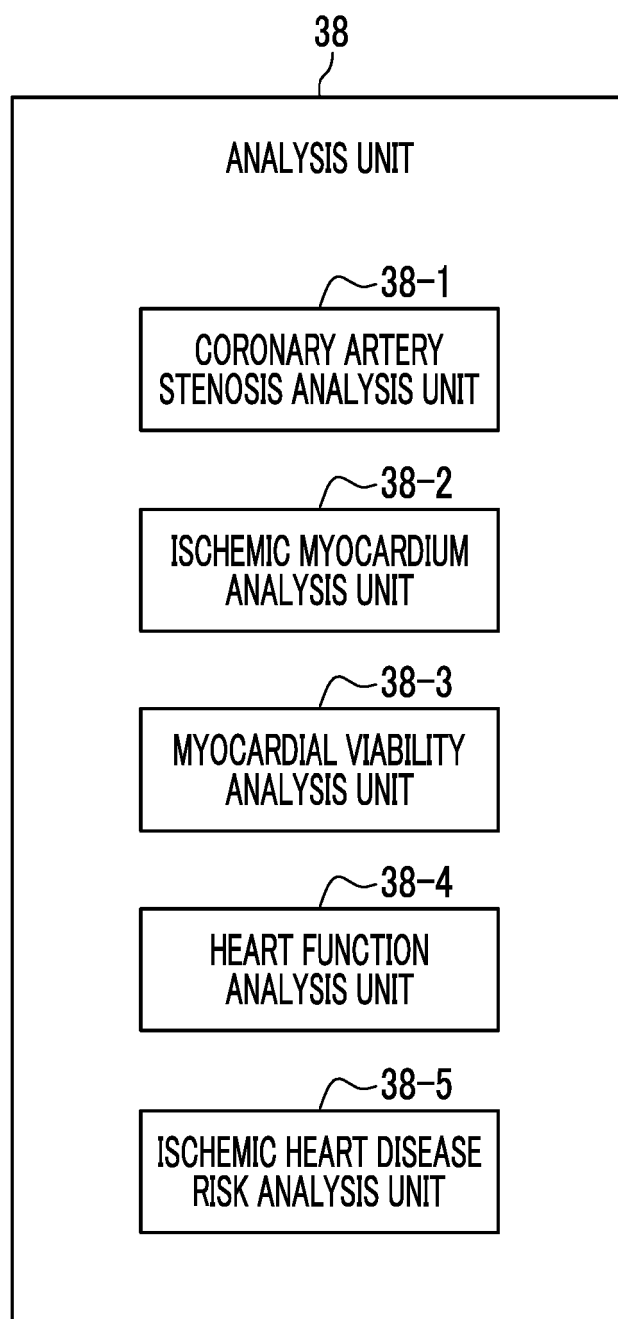 38
ANALYSIS UNIT
38-1
CORONARY ARTERY
STENOSIS ANALYSIS UNIT
38-2
ISCHEMIC MYOCARDIUM
ANALYSIS UNIT
38-3
MYOCARDIAL VIABILITY
ANALYSIS UNIT
38-4
HEART FUNCTION
ANALYSIS UNIT
38-5
ISCHEMIC HEART DISEASE
RISK ANALYSIS UNIT